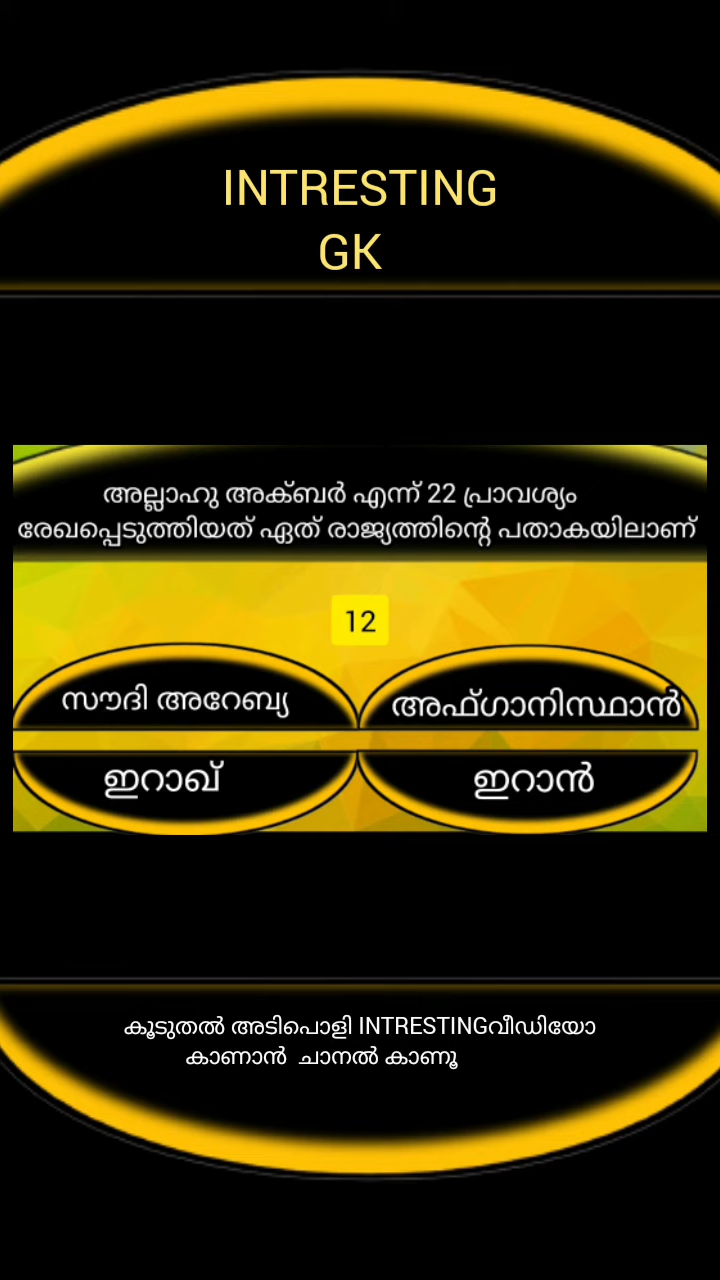 INTRESTING
GK
അല്ലാഹു അക്ബർ എന്ന് 22 പ്രാവശ്യം
രേഖപ്പെടുത്തിയത് ഏത് രാജ്യത്തിന്റെ പതാകയിലാണ്
12
സൗദി അറേബ്യ
അഫ്ഗാനിസ്ഥാൻ
ഇറാഖ്
ഇറാൻ
കൂടുതൽ അടിപൊളി INTRESTINGവീഡിയോ
കാണാൻ ചാനൽ കാണൂ